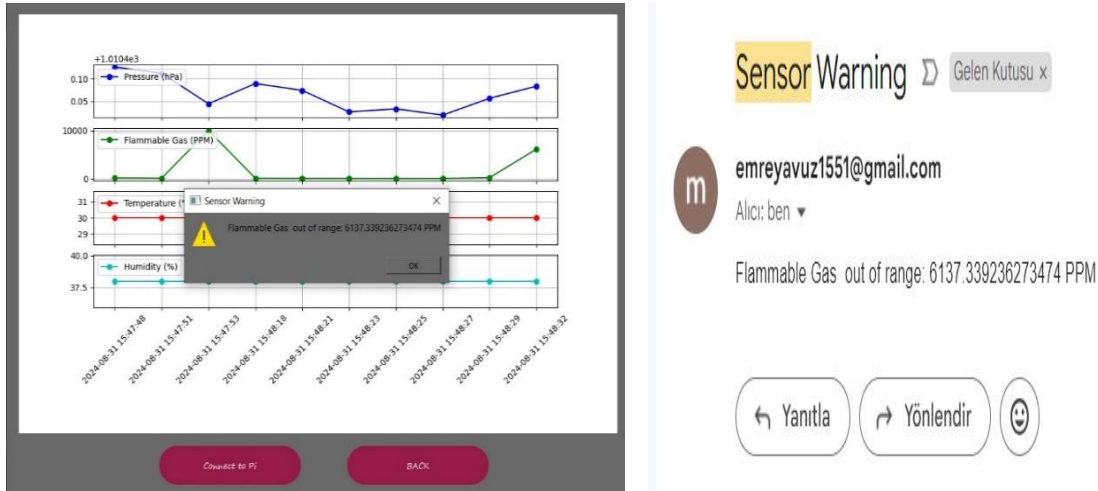 +1.0104e3
0.10
0.05
Pressure (hPa)
10000
0
Flammable Gas (PPM)
31
30
29
Temperature (°
40.0
37.5
Humidity (%)
Sensor Warning
Flammable Gas out of range: 6137.339236273474 PPM
OK
2024-08-31 15:47:48
2024-08-31 15:47:51
2024-08-31 15:47:53
2024-08-31 15:48:18
2024-08-31 15:48:21
2024-08-31 15:48:23
2024-08-31 15:48:25
2024-08-31 15:48:27
2024-08-31 15:48:29
2024-08-31 15:48:32
Connect to Pi
BACK
Sensor Warning
Gelen Kutusu ×
m
emreyavuz1551@gmail.com
Alıcı: ben
Flammable Gas out of range: 6137.339236273474 PPM
Yanıtla
Yönlendir